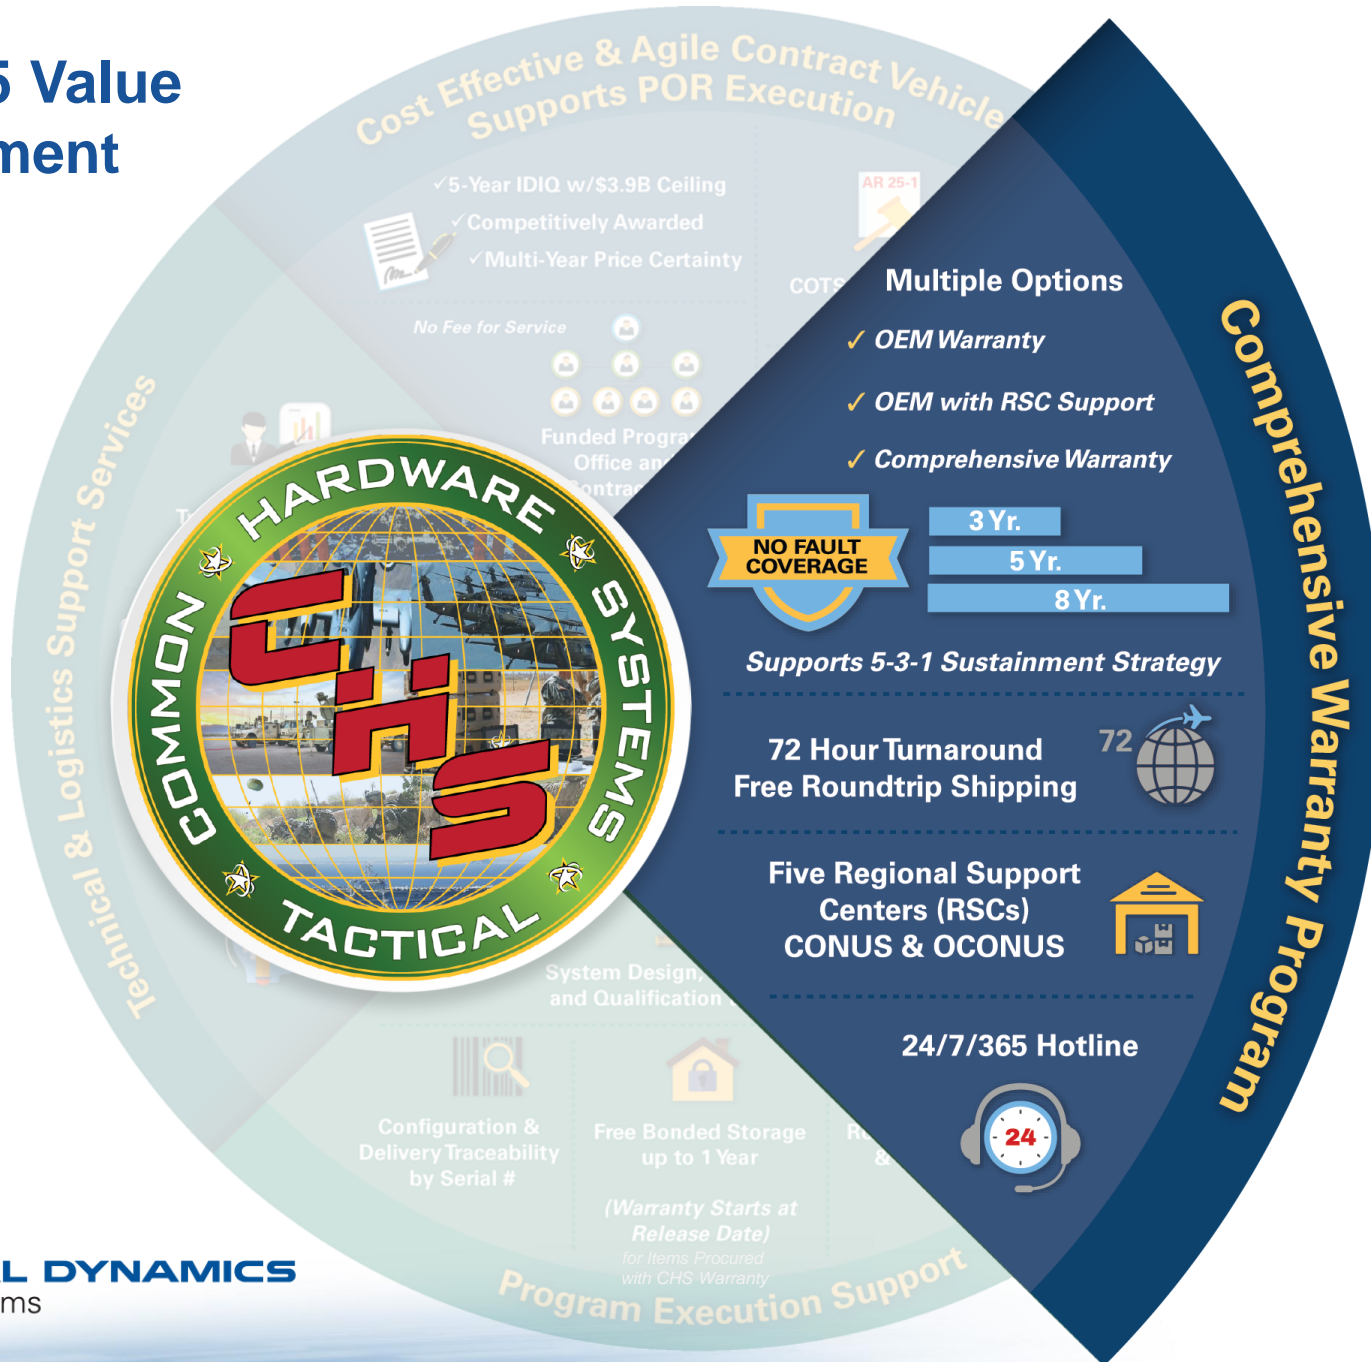 5 Value
ment
Cost Effective & Agile Contract Vehicle
Supports POR Execution
✓5-Year IDIQ w/$3.9B Ceiling
✓Competitively Awarded
✓Multi-Year Price Certainty
AR 25-1
COTS
No Fee for Service
Funded Progra
Office an
Contrac
Technical & Logistics Support Services
COMMON HARDWARE SYSTEMS
CHS
TACTICAL
Comprehensive Warranty Program
Multiple Options
✓ OEM Warranty
✓ OEM with RSC Support
✓ Comprehensive Warranty
NO FAULT
COVERAGE
3 Yr.
5 Yr.
8 Yr.
Supports 5-3-1 Sustainment Strategy
72 Hour Turnaround
Free Roundtrip Shipping
72
Five Regional Support
Centers (RSCs)
CONUS & OCONUS
24/7/365 Hotline
24
System Design,
and Qualification
Configuration &
Delivery Traceability
by Serial #
Free Bonded Storage
up to 1 Year
(Warranty Starts at
Release Date)
for Items Procured
with CHS Warranty
&
Program Execution Support
AL DYNAMICS
ms